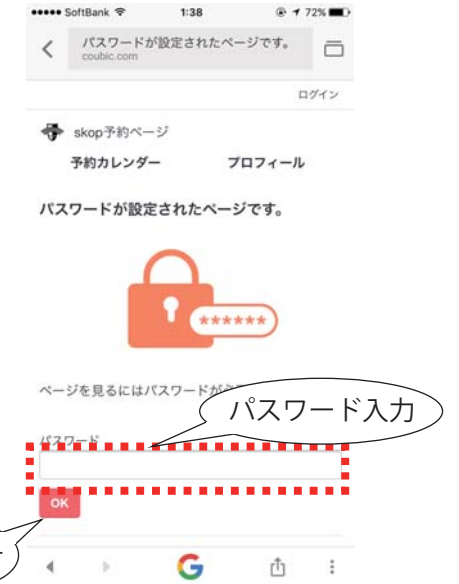 SoftBank 1:38 72%
パスワードが設定されたページです。
coubic.com
ログイン
skop予約ページ
予約カレンダー プロフィール
パスワードが設定されたページです。
******
ページを見るにはパスワードが
パスワード入力
パスワード
OK
G